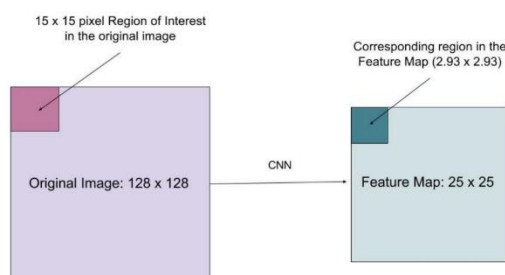 15 x 15 pixel Region of Interest
in the original image
Corresponding region in the
Feature Map (2.93 x 2.93)
CNN
Original Image: 128 x 128
Feature Map: 25 x 25